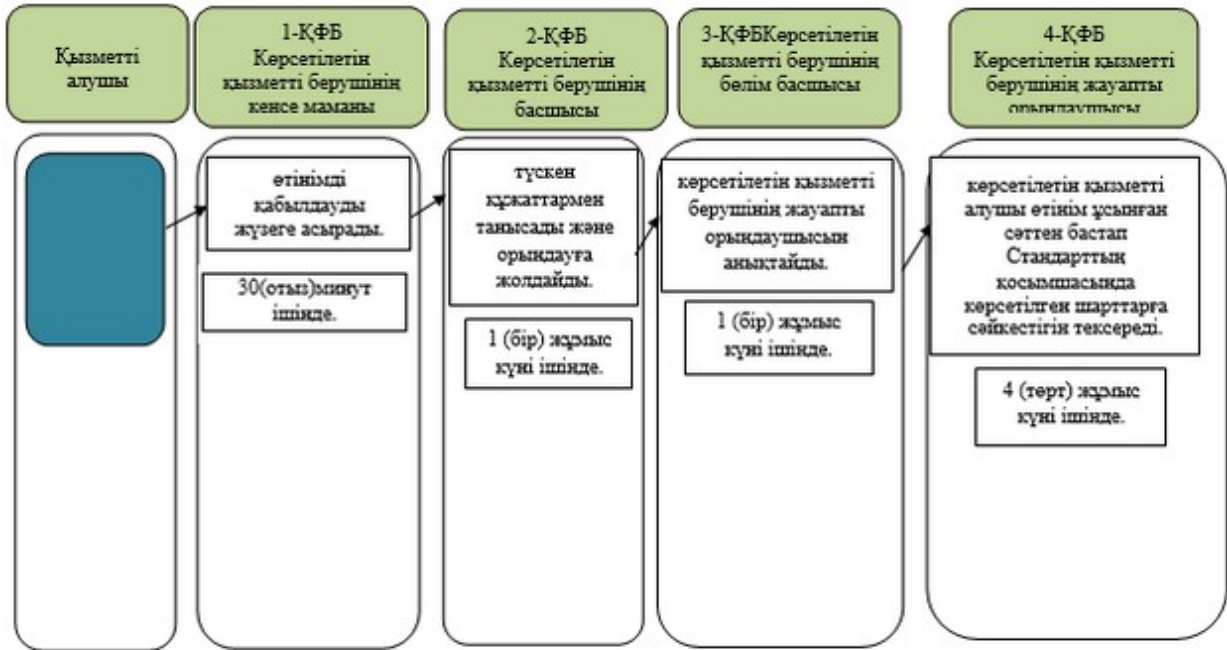 Қызметті
алушы
1-ҚФБ
Көрсетілетін
қызметті берушінің
кеңсе маманы
2-ҚФБ
Көрсетілетін
қызметті берушінің
басшысы
3-ҚФБКөрсетілетін
қызметті берушінің
бөлім басшысы
4-ҚФБ
Көрсетілетін қызметті
берушінің жауапты
орындаушысы
өтінімді
қабылдауды
жүзеге асырады.
30(отыз)минут
ішінде.
түскен
құжаттармен
танысады және
орындауға
жолдайды.
1 (бір) жұмыс
күні ішінде.
көрсетілетін қызметті
берушінің жауапты
орындаушысын
анықтайды.
1 (бір) жұмыс
күні ішінде.
көрсетілетін қызметті
алушы өтінім ұсынған
сәттен бастап
Стандарттың
қосымшасында
көрсетілген шарттарға
сәйкестігін тексереді.
4 (төрт) жұмыс
күні ішінде.